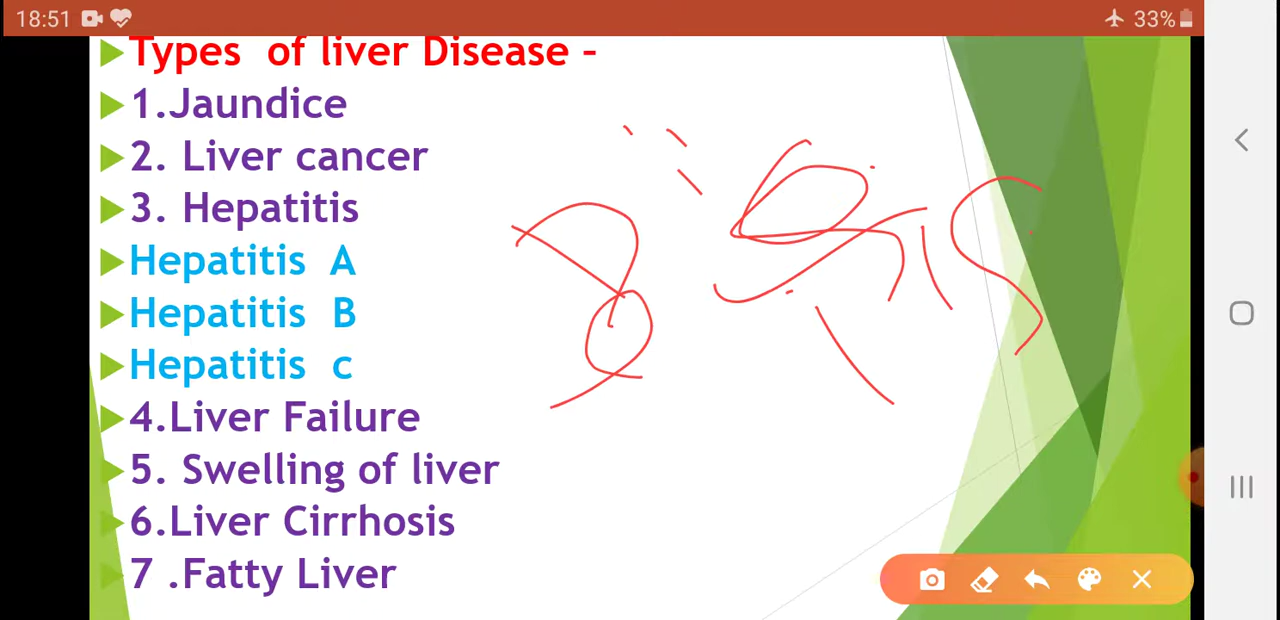 18:51 33%
Types of liver Disease –
1.Jaundice
2. Liver cancer
3. Hepatitis
Hepatitis A
Hepatitis B
Hepatitis c
4.Liver Failure
5. Swelling of liver
6.Liver Cirrhosis
7 .Fatty Liver